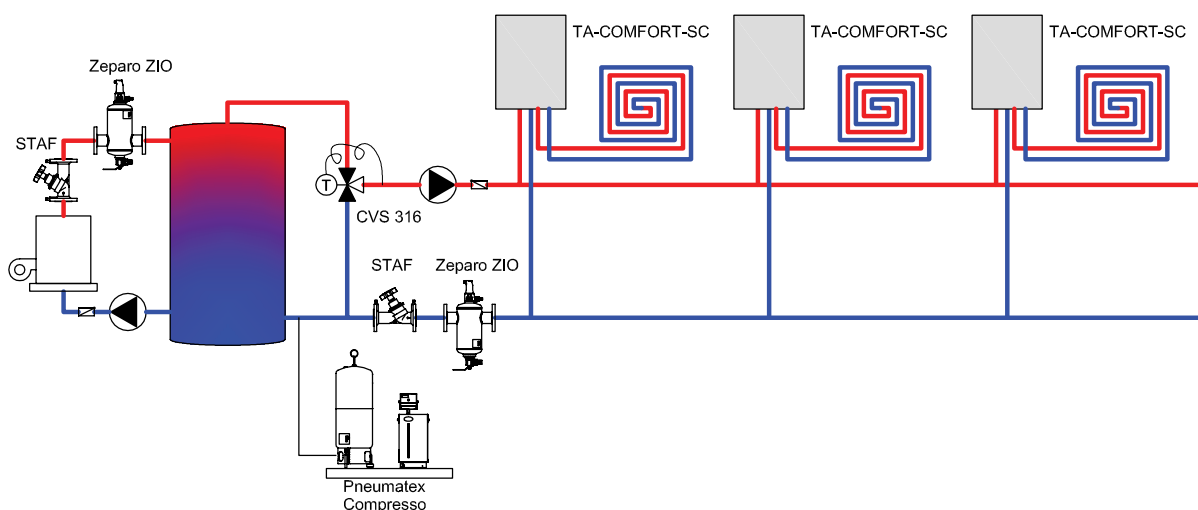 TA-COMFORT-SC
TA-COMFORT-SC
TA-COMFORT-SC
Zeparo ZIO
STAF
T
CVS 316
STAF
Zeparo ZIO
Pneumatex
Compresso